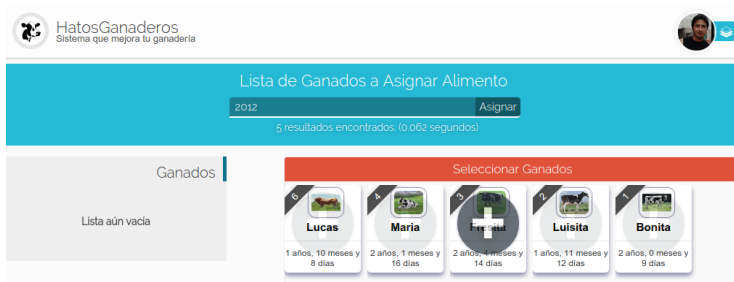 HatosGanaderos
Sistema que mejora tu ganadería
Lista de Ganados a Asignar Alimento
2012 Asignar
5 resultados encontrados. (0.062 segundos)
Ganados
Seleccionar Ganados
Lista aún vacía
6 4 3 2 1
Lucas Maria Fresita Luisita Bonita
1 años, 10 meses y 2 años, 1 meses y 2 años, 4 meses y 1 años, 11 meses y 2 años, 0 meses y
8 días 16 días 14 días 12 días 9 días